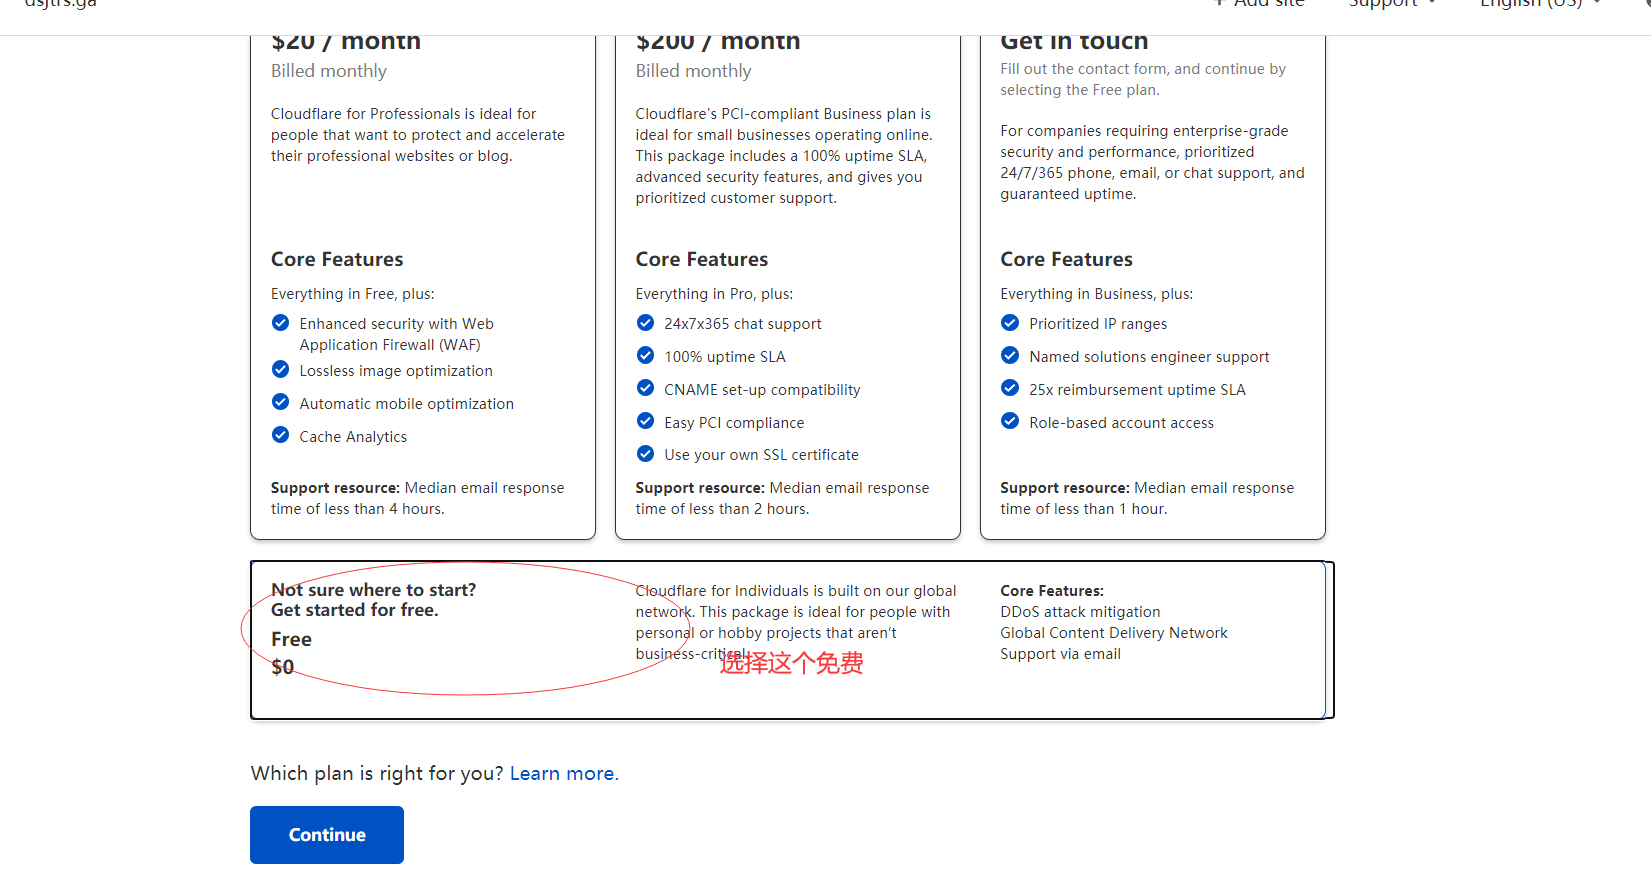 dsjtfs.ga
+ Add site
Support
English (US)
$20 / month
Billed monthly
Cloudflare for Professionals is ideal for
people that want to protect and accelerate
their professional websites or blog.
Core Features
Everything in Free, plus:
Enhanced security with Web
Application Firewall (WAF)
Lossless image optimization
Automatic mobile optimization
Cache Analytics
Support resource: Median email response
time of less than 4 hours.
$200 / month
Billed monthly
Cloudflare's PCI-compliant Business plan is
ideal for small businesses operating online.
This package includes a 100% uptime SLA,
advanced security features, and gives you
prioritized customer support.
Core Features
Everything in Pro, plus:
24x7x365 chat support
100% uptime SLA
CNAME set-up compatibility
Easy PCI compliance
Use your own SSL certificate
Support resource: Median email response
time of less than 2 hours.
Get in touch
Fill out the contact form, and continue by
selecting the Free plan.
For companies requiring enterprise-grade
security and performance, prioritized
24/7/365 phone, email, or chat support, and
guaranteed uptime.
Core Features
Everything in Business, plus:
Prioritized IP ranges
Named solutions engineer support
25x reimbursement uptime SLA
Role-based account access
Support resource: Median email response
time of less than 1 hour.
Not sure where to start?
Get started for free.
Free
$0
Cloudflare for Individuals is built on our global
network. This package is ideal for people with
personal or hobby projects that aren't
business-critical.
选择这个免费
Core Features:
DDoS attack mitigation
Global Content Delivery Network
Support via email
Which plan is right for you? Learn more.
Continue